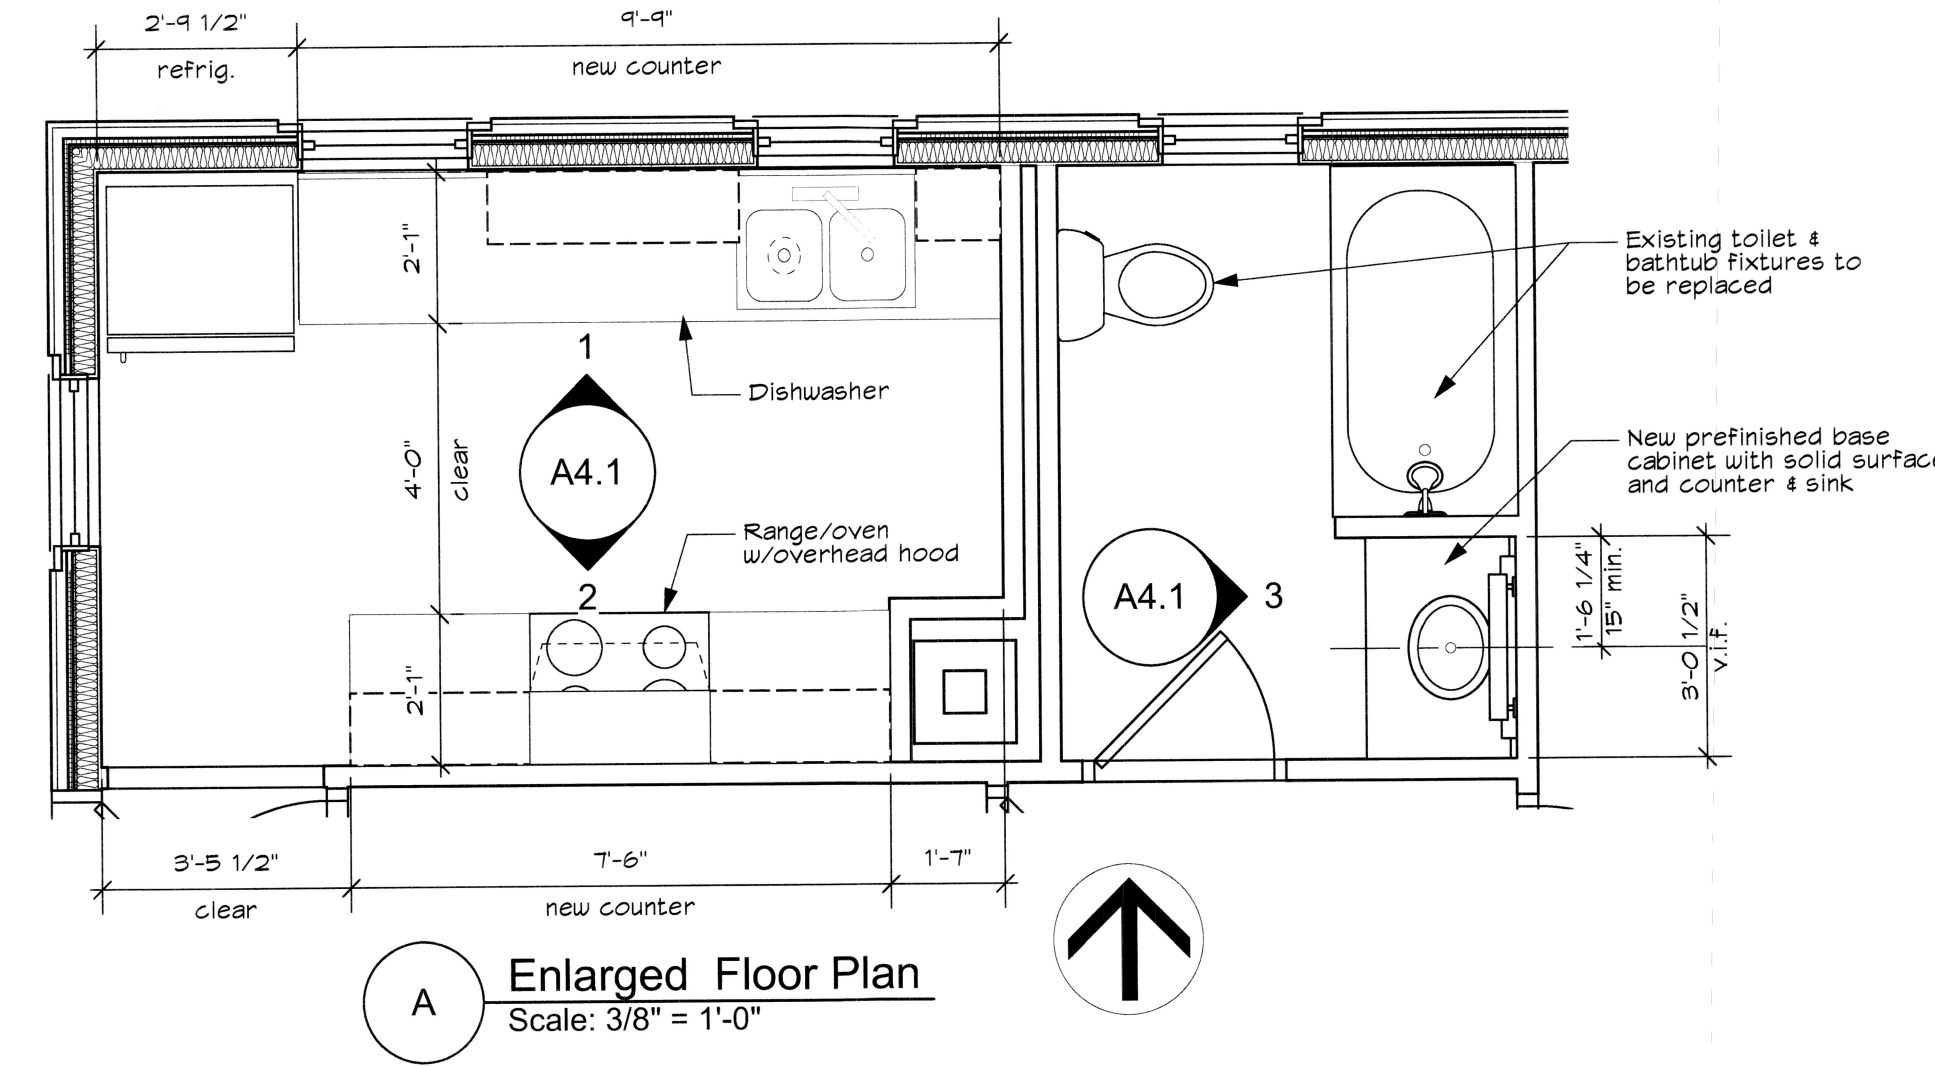 2'-9 1/2"
9'-9"
refrig.
new counter
2'-1"
Existing toilet &
bathtub fixtures to
be replaced
1
Dishwasher
4'-0"
clear
A4.1
New prefinished base
cabinet with solid surface
and counter & sink
Range/oven
w/overhead hood
2
A4.1
3
1'-6 1/4"
15" min.
3'-0 1/2"
v.i.f.
2'-1"
3'-5 1/2"
7'-6"
1'-7"
clear
new counter
A
Enlarged Floor Plan
Scale: 3/8" = 1'-0"